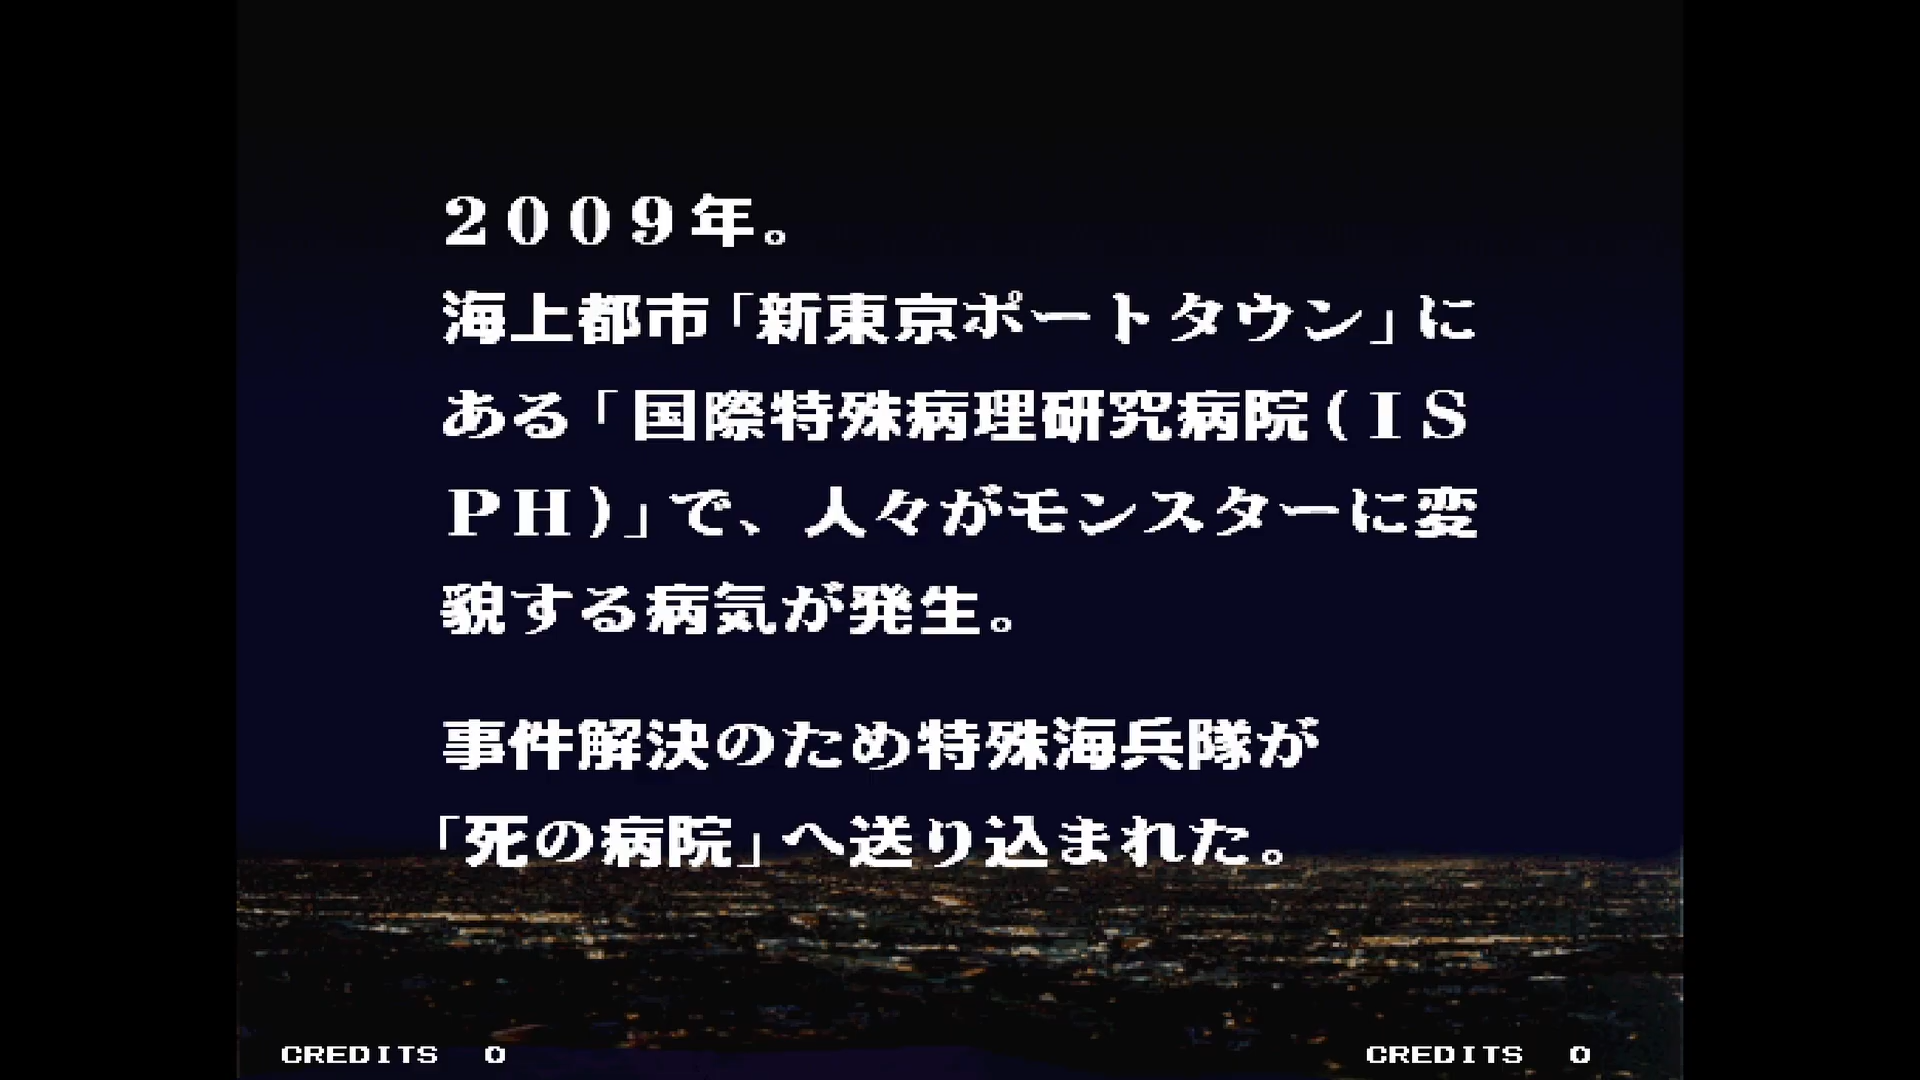 ２００９年。
海上都市「新東京ポートタウン」に
ある「国際特殊病理研究病院(ＩＳ
ＰＨ)」で、人々がモンスターに変
貌する病気が発生。
事件解決のため特殊海兵隊が
「死の病院」へ送り込まれた。
CREDITS 0
CREDITS 0